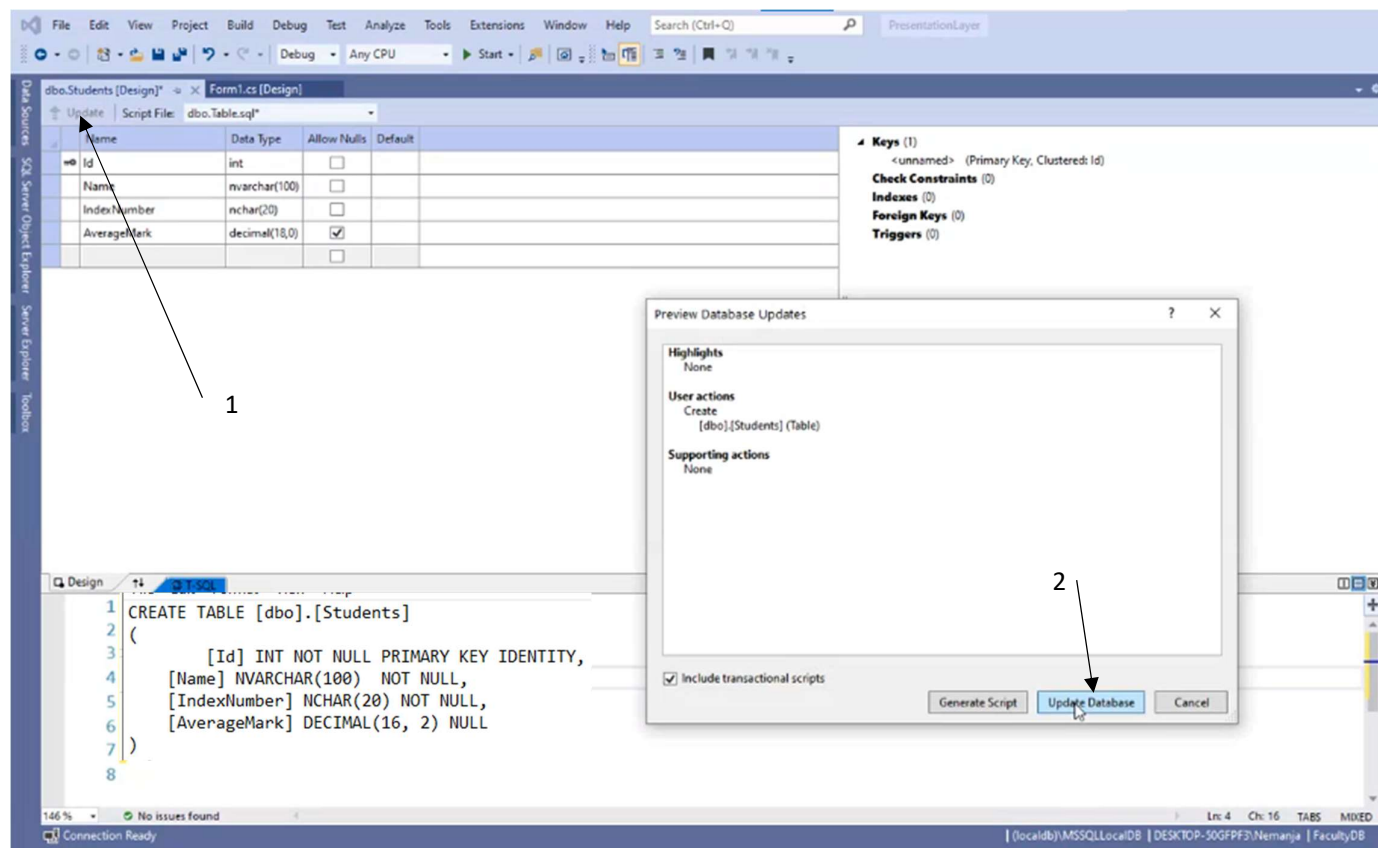 File Edit View Project Build Debug Test Analyze Tools Extensions Window Help Search (Ctrl+Q) PresentationLayer
Debug Any CPU Start
dbo.Students [Design]* Form1.cs [Design]
Update Script File: dbo.Table.sql*
Name Data Type Allow Nulls Default
Id int
Name nvarchar(100)
IndexNumber nchar(20)
AverageMark decimal(18,0)
Keys (1)
<unnamed> (Primary Key, Clustered: Id)
Check Constraints (0)
Indexes (0)
Foreign Keys (0)
Triggers (0)
Data Sources
SQL Server Object Explorer
Server Explorer
Toolbox
1
Preview Database Updates ?
Highlights
None
User actions
Create
[dbo].[Students] (Table)
Supporting actions
None
2
Include transactional scripts
Generate Script Update Database Cancel
Design T-SQL
1 CREATE TABLE [dbo].[Students]
2 (
3 [Id] INT NOT NULL PRIMARY KEY IDENTITY,
4 [Name] NVARCHAR(100) NOT NULL,
5 [IndexNumber] NCHAR(20) NOT NULL,
6 [AverageMark] DECIMAL(16, 2) NULL
7 )
8
146 % No issues found Ln: 4 Ch: 16 TABS MIXED
Connection Ready (localdb)\MSSQLLocalDB DESKTOP-50GFPF3\Nemanja FacultyDB